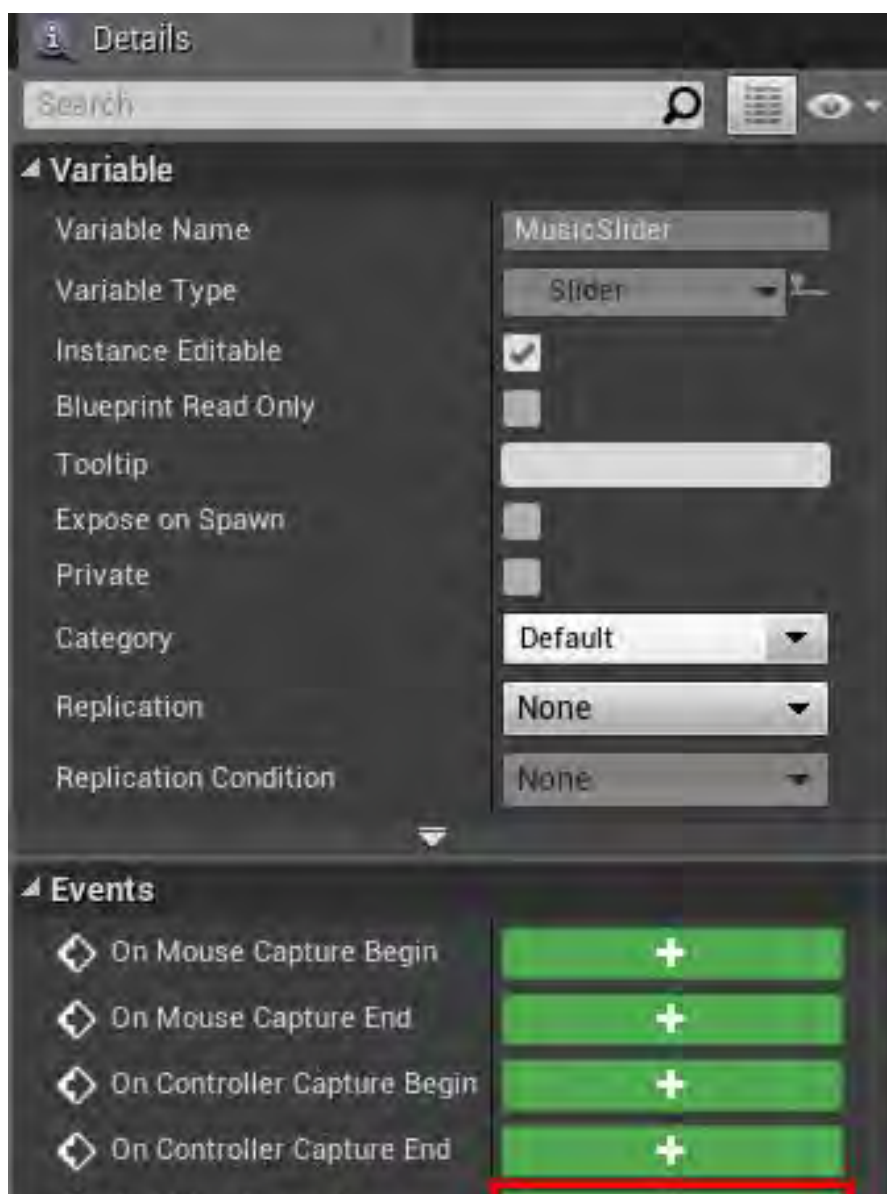 Details
Search
Variable
Variable Name MusicSlider
Variable Type Slider
Instance Editable
Blueprint Read Only
Tooltip
Expose on Spawn
Private
Category Default
Replication None
Replication Condition None
Events
On Mouse Capture Begin
On Mouse Capture End
On Controller Capture Begin
On Controller Capture End